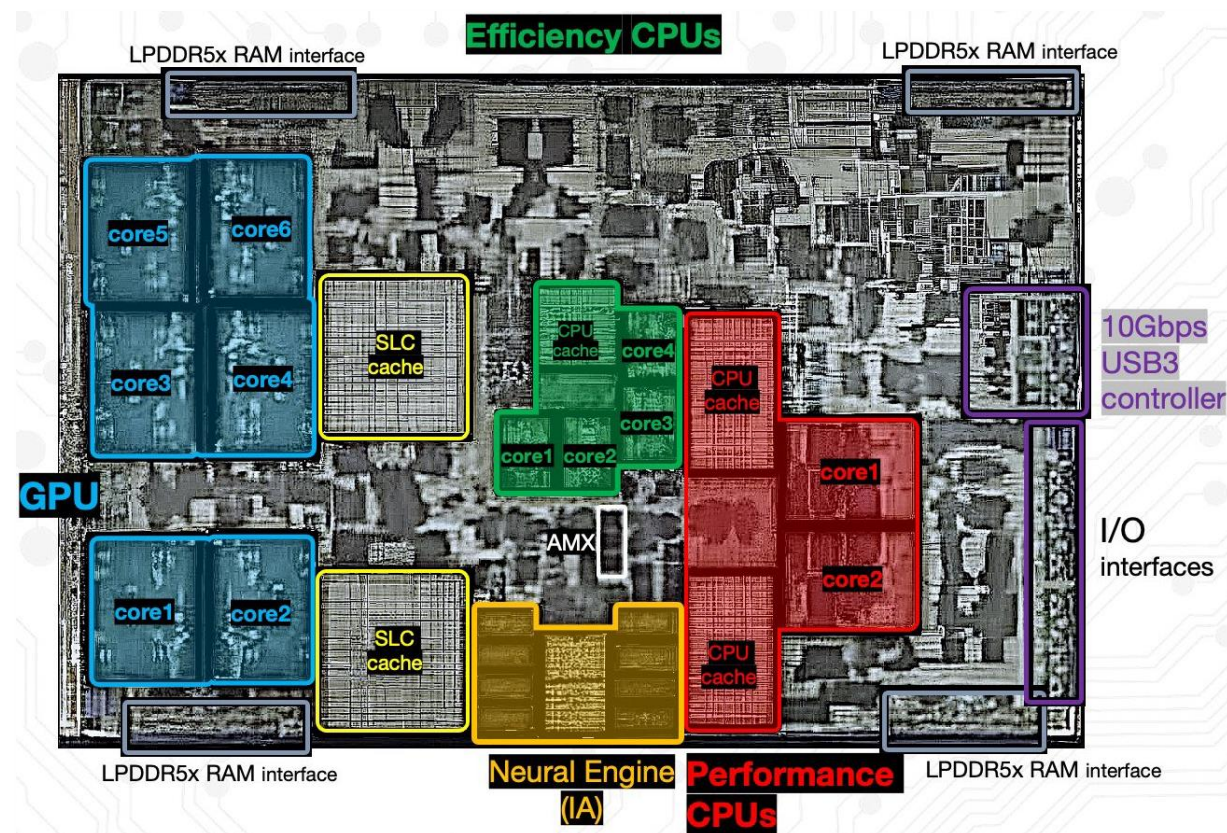 Efficiency CPUs
LPDDR5x RAM interface
LPDDR5x RAM interface
core5
core6
core3
core4
SLC
cache
CPU
cache
core4
core3
core1
core2
CPU
cache
core1
core2
CPU
cache
10Gbps
USB3
controller
GPU
AMX
I/O
interfaces
core1
core2
SLC
cache
LPDDR5x RAM interface
Neural Engine
(IA)
Performance
CPUs
LPDDR5x RAM interface